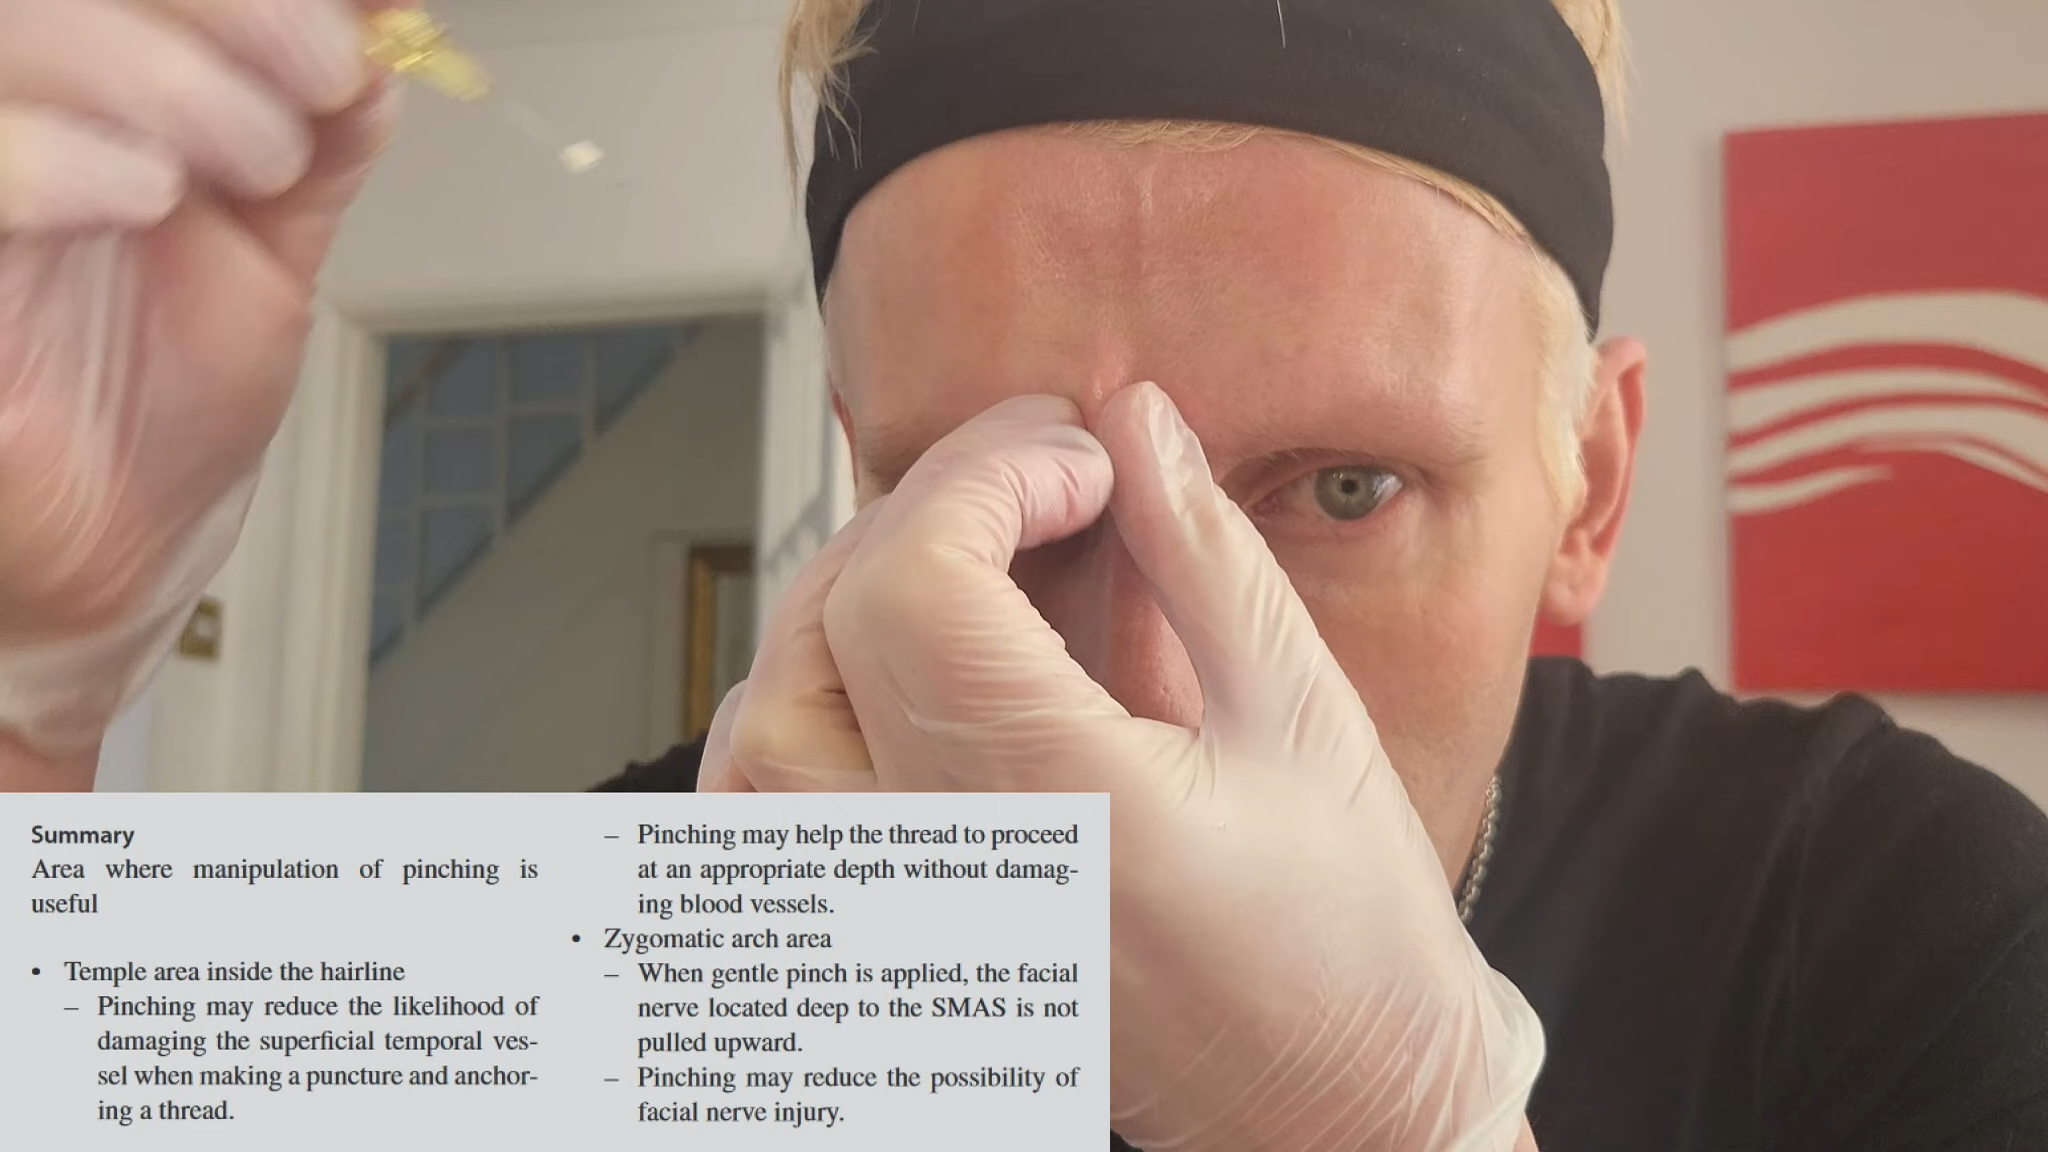 Summary
Area where manipulation of pinching is
useful
• Temple area inside the hairline
– Pinching may reduce the likelihood of
damaging the superficial temporal ves-
sel when making a puncture and anchor-
ing a thread.
– Pinching may help the thread to proceed
at an appropriate depth without damag-
ing blood vessels.
• Zygomatic arch area
– When gentle pinch is applied, the facial
nerve located deep to the SMAS is not
pulled upward.
– Pinching may reduce the possibility of
facial nerve injury.